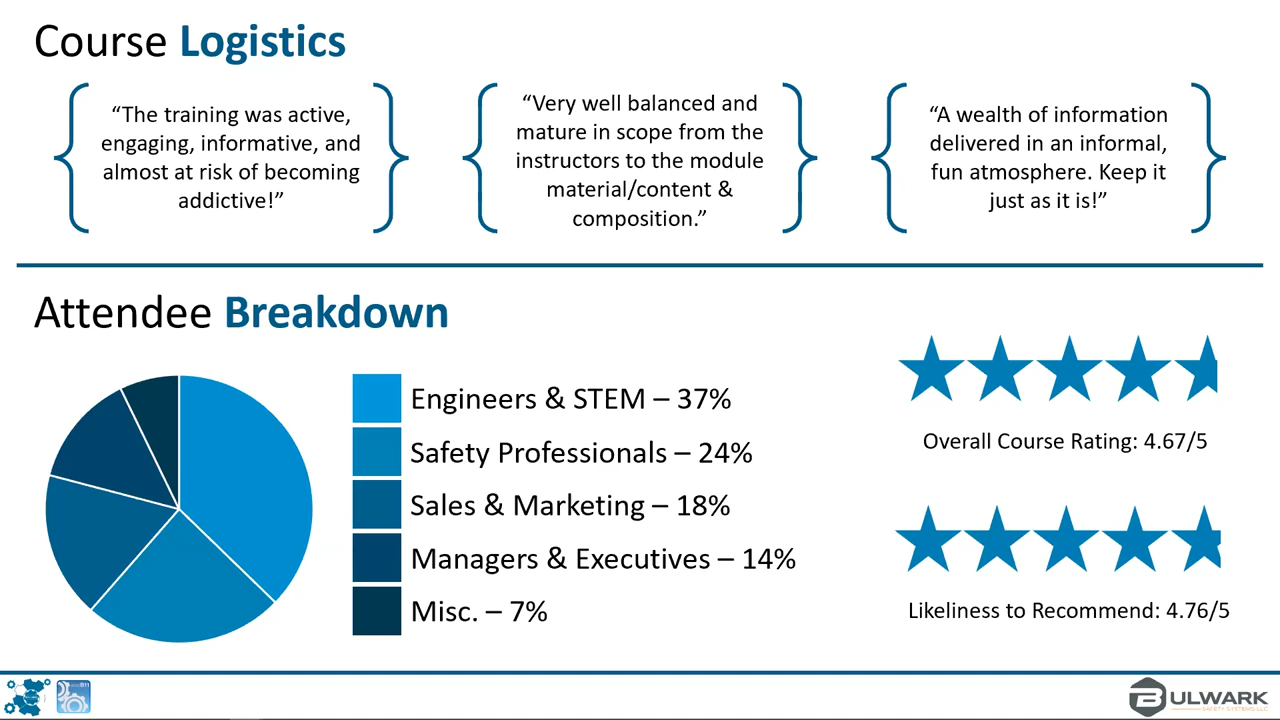 Course Logistics
“The training was active,
engaging, informative, and
almost at risk of becoming
addictive!”
“Very well balanced and
mature in scope from the
instructors to the module
material/content &
composition.”
“A wealth of information
delivered in an informal,
fun atmosphere. Keep it
just as it is!”
Attendee Breakdown
Engineers & STEM – 37%
Safety Professionals – 24%
Sales & Marketing – 18%
Managers & Executives – 14%
Misc. – 7%
Overall Course Rating: 4.67/5
Likeliness to Recommend: 4.76/5
BULWARK
SAFETY SYSTEMS LLC